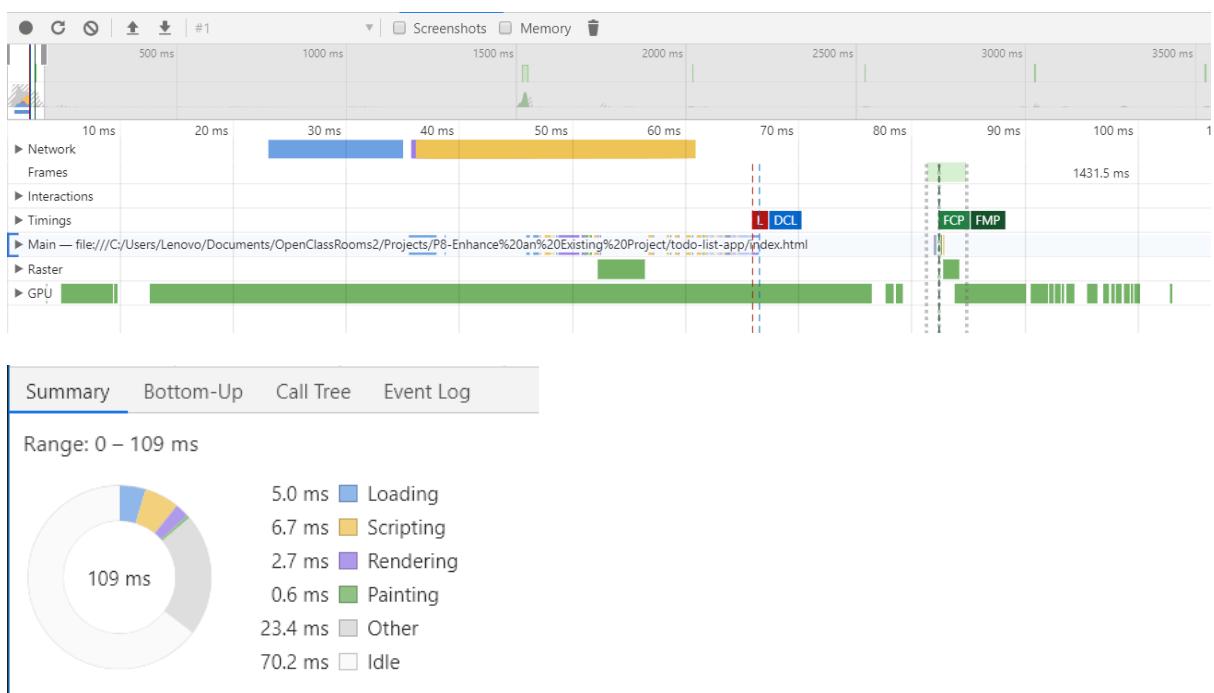 #1 Screenshots Memory
500 ms 1000 ms 1500 ms 2000 ms 2500 ms 3000 ms 3500 ms
10 ms 20 ms 30 ms 40 ms 50 ms 60 ms 70 ms 80 ms 90 ms 100 ms 1
Network
Frames 1431.5 ms
Interactions
Timings L DCL FCP FMP
Main — file:///C:/Users/Lenovo/Documents/OpenClassRooms2/Projects/P8-Enhance%20an%20Existing%20Project/todo-list-app/index.html
Raster
GPU
Summary Bottom-Up Call Tree Event Log
Range: 0 – 109 ms
5.0 ms Loading
6.7 ms Scripting
2.7 ms Rendering
109 ms
0.6 ms Painting
23.4 ms Other
70.2 ms Idle